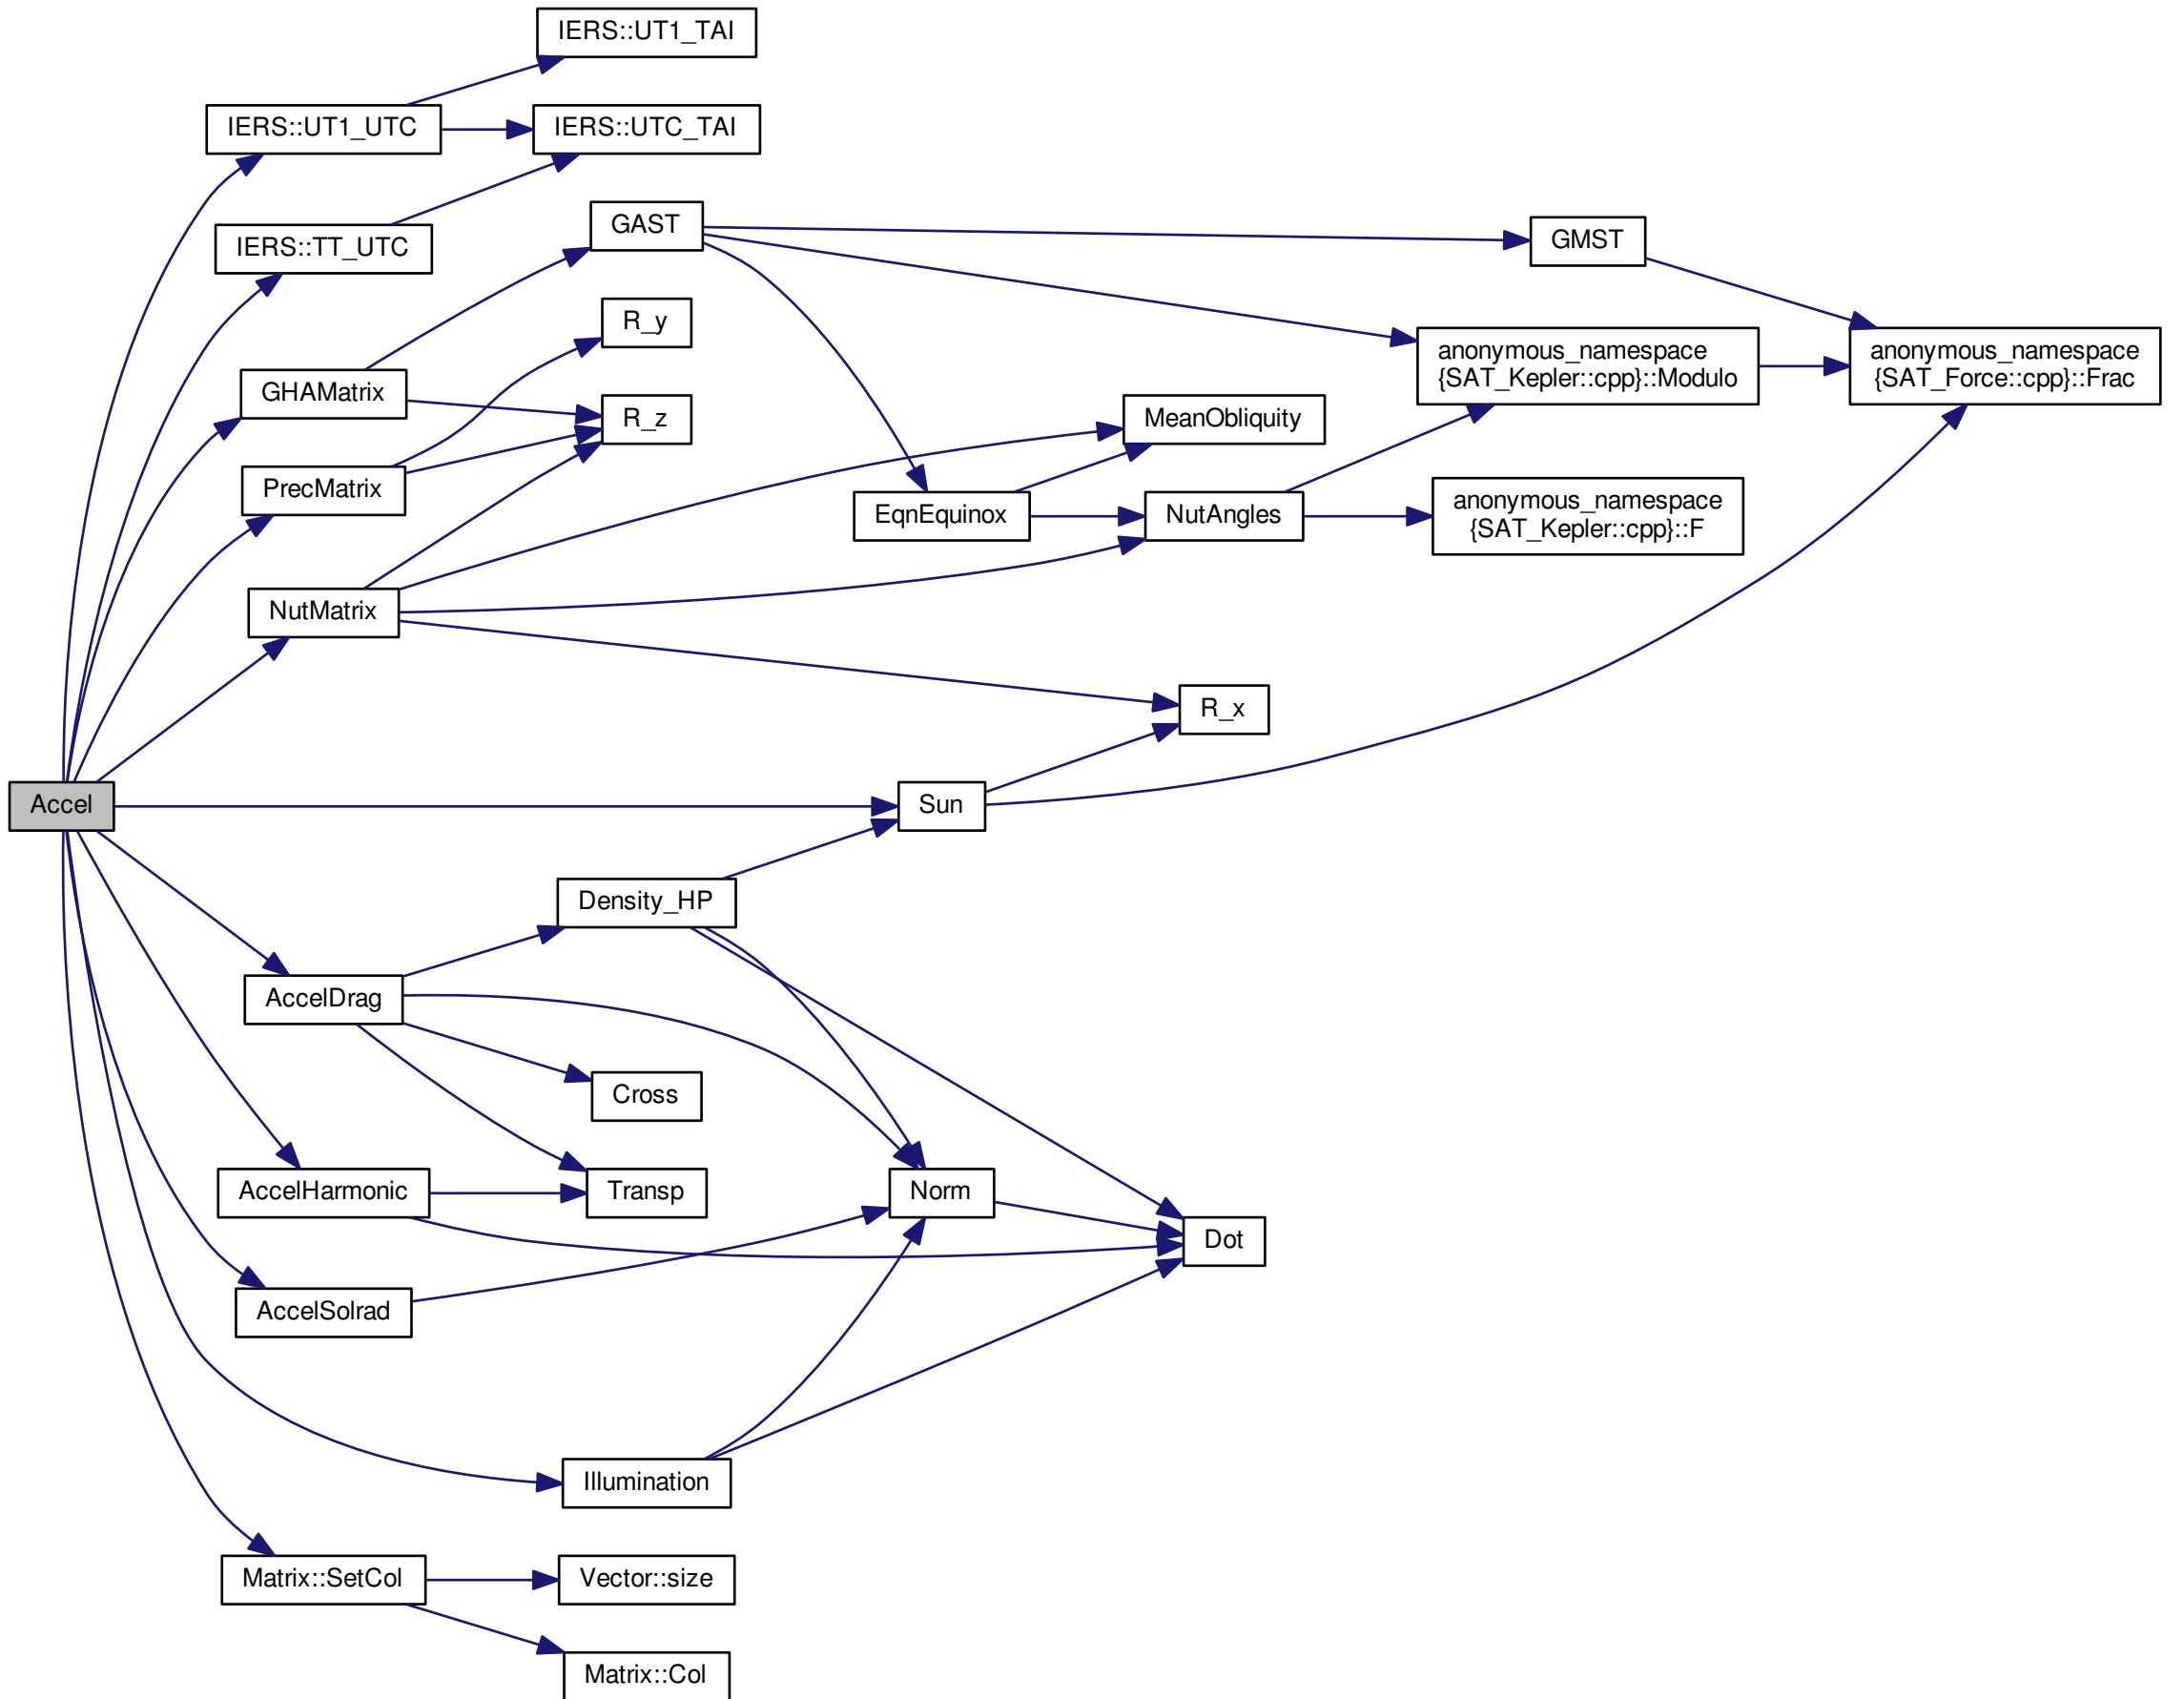 IERS::UT1_TAI
IERS::UT1_UTC
IERS::UTC_TAI
GAST
GMST
IERS::TT_UTC
R_y
anonymous_namespace
{SAT_Kepler::cpp}::Modulo
anonymous_namespace
{SAT_Force::cpp}::Frac
GHAMatrix
R_z
MeanObliquity
PrecMatrix
EqnEquinox
NutAngles
anonymous_namespace
{SAT_Kepler::cpp}::F
NutMatrix
R_x
Accel
Sun
Density_HP
AccelDrag
Cross
AccelHarmonic
Transp
Norm
Dot
AccelSolrad
Illumination
Matrix::SetCol
Vector::size
Matrix::Col